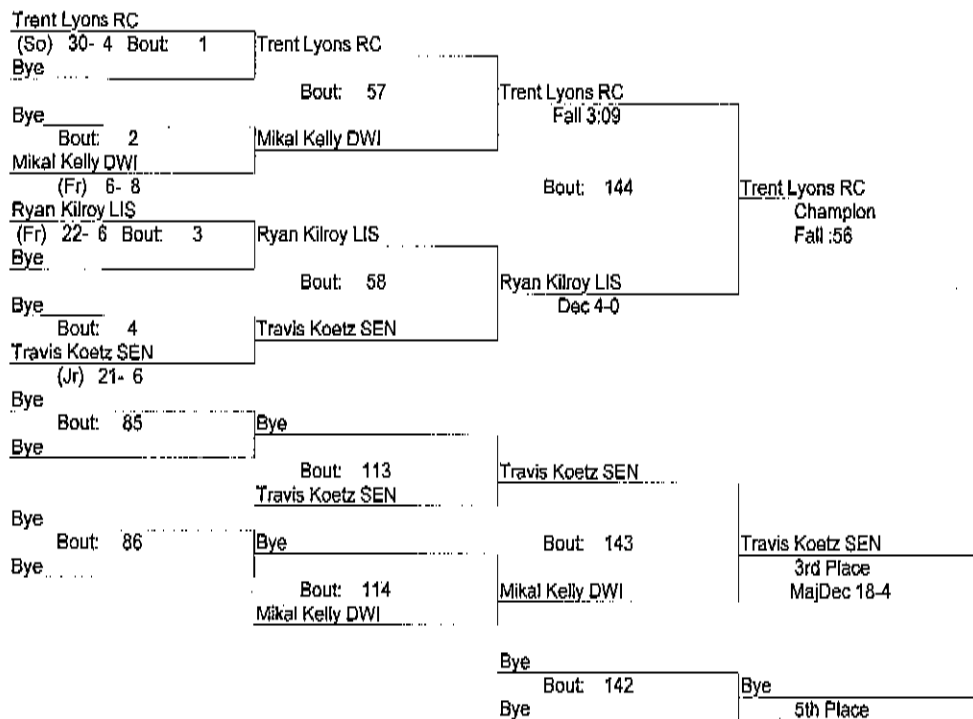 Trent Lyons RC
(So) 30- 4 Bout: 1
Bye
Trent Lyons RC
Bout: 57
Bye
Bout: 2
Mikal Kelly DWI
(Fr) 6- 8
Mikal Kelly DWI
Trent Lyons RC
Fall 3:09
Ryan Kilroy LIS
(Fr) 22- 6 Bout: 3
Bye
Ryan Kilroy LIS
Bout: 58
Bye
Bout: 4
Travis Koetz SEN
(Jr) 21- 6
Travis Koetz SEN
Ryan Kilroy LIS
Dec 4-0
Bout: 144
Trent Lyons RC
Champion
Fall :56
Bye
Bout: 85
Bye
Bye
Bout: 113
Travis Koetz SEN
Travis Koetz SEN
Bye
Bout: 86
Bye
Bye
Bout: 114
Mikal Kelly DWI
Bout: 143
Mikal Kelly DWI
Travis Koetz SEN
3rd Place
MajDec 18-4
Bye
Bout: 142
Bye
Bye
5th Place